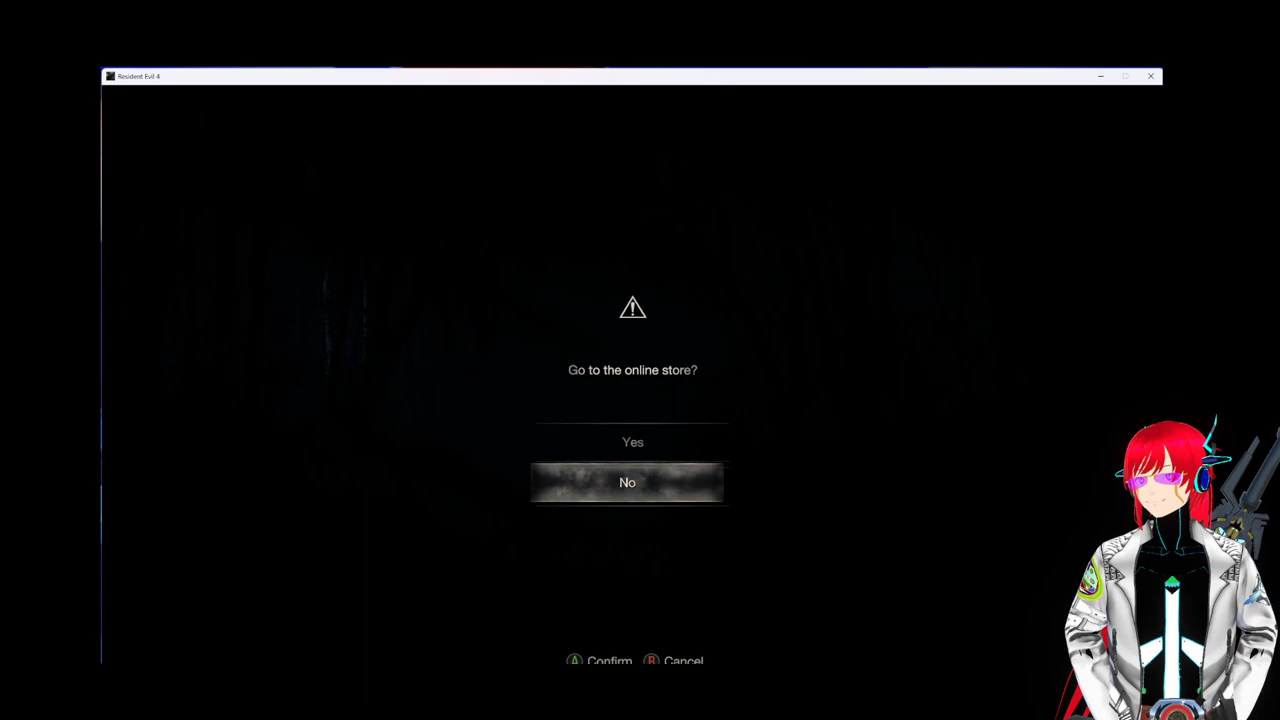 Resident Evil 4
Go to the online store?
Yes
No
A Confirm B Cancel